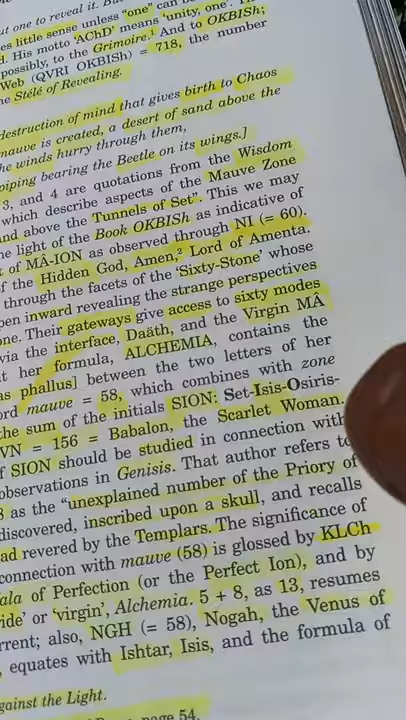 ut one to reveal it. Bu
es little sense unless "one" can be
d. His motto 'AChD' means 'unity, one'. T
possibly, to the Grimoire.¹ And to OKBISh;
Web (QVRI OKBISh) = 718, the number
he Stélé of Revealing.
destruction of mind that gives birth to Chaos
mauve is created, a desert of sand above the
he winds hurry through them,
piping bearing the Beetle on its wings.]
3, and 4 are quotations from the Wisdom
which describe aspects of the Mauve Zone
nd above the Tunnels of Set". This we may
he light of the Book OKBISh as indicative of
t of MÂ-ION as observed through NI (= 60).
f the Hidden God, Amen,² Lord of Amenta.
through the facets of the 'Sixty-Stone' whose
pen inward revealing the strange perspectives
one. Their gateways give access to sixty modes
via the interface, Daäth, and the Virgin MÂ
t her formula, ALCHEMIA, contains the
as phallus] between the two letters of her
ord mauve = 58, which combines with zone
the sum of the initials SION: Set-Isis-Osiris-
VN = 156 = Babalon, the Scarlet Woman.
f SION should be studied in connection with
observations in Genisis. That author refers to
8 as the "unexplained number of the Priory of
discovered, inscribed upon a skull, and recalls
ad revered by the Templars. The significance of
connection with mauve (58) is glossed by KLCh
ala of Perfection (or the Perfect Ion), and by
ide' or 'virgin', Alchemia. 5 + 8, as 13, resumes
rrent; also, NGH (= 58), Nogah, the Venus of
, equates with Ishtar, Isis, and the formula of
gainst the Light.
page 54.